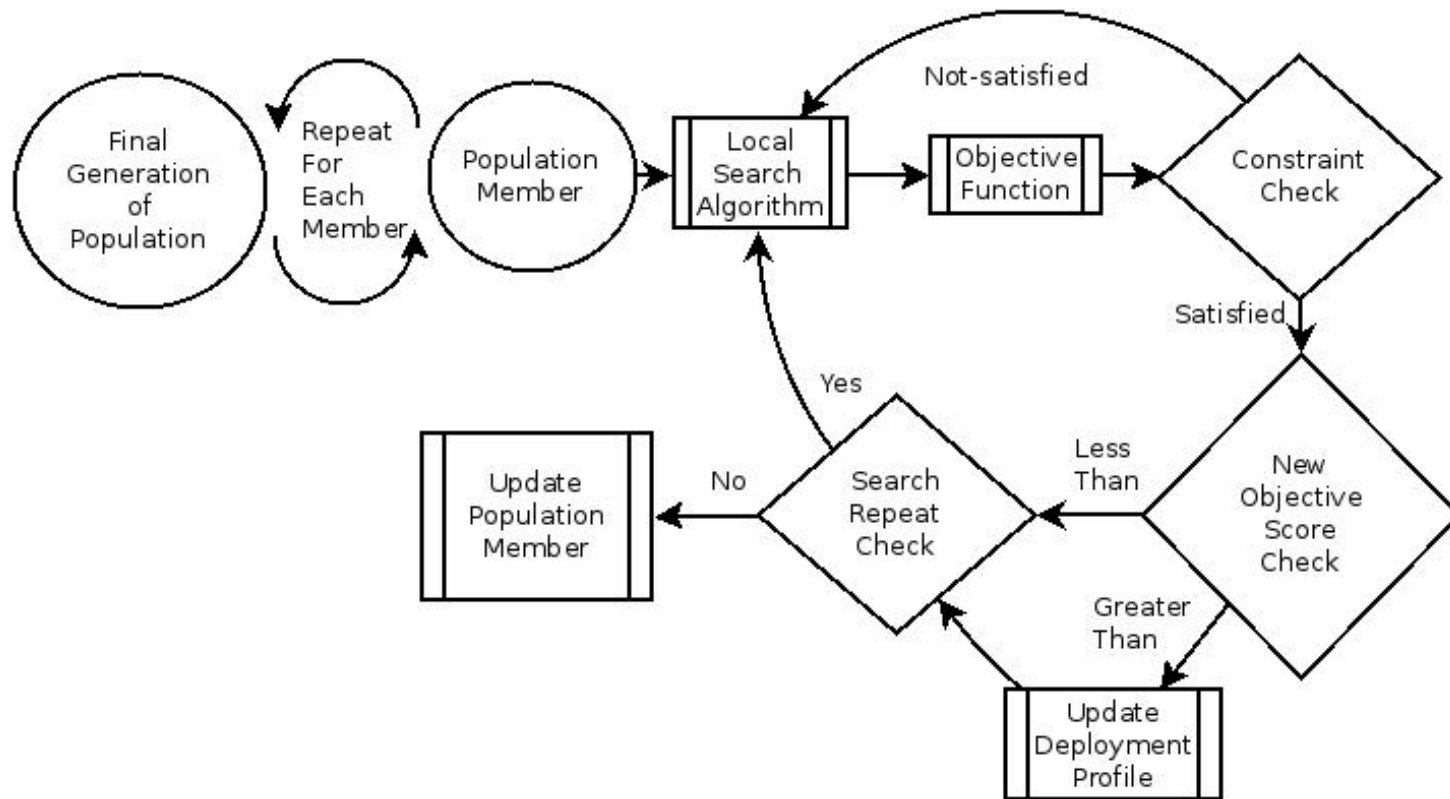 Final
Generation
of
Population
Repeat
For
Each
Member
Population
Member
Local
Search
Algorithm
Objective
Function
Constraint
Check
Not-satisfied
Satisfied
New
Objective
Score
Check
Less
Than
Greater
Than
Update
Deployment
Profile
Search
Repeat
Check
Yes
No
Update
Population
Member